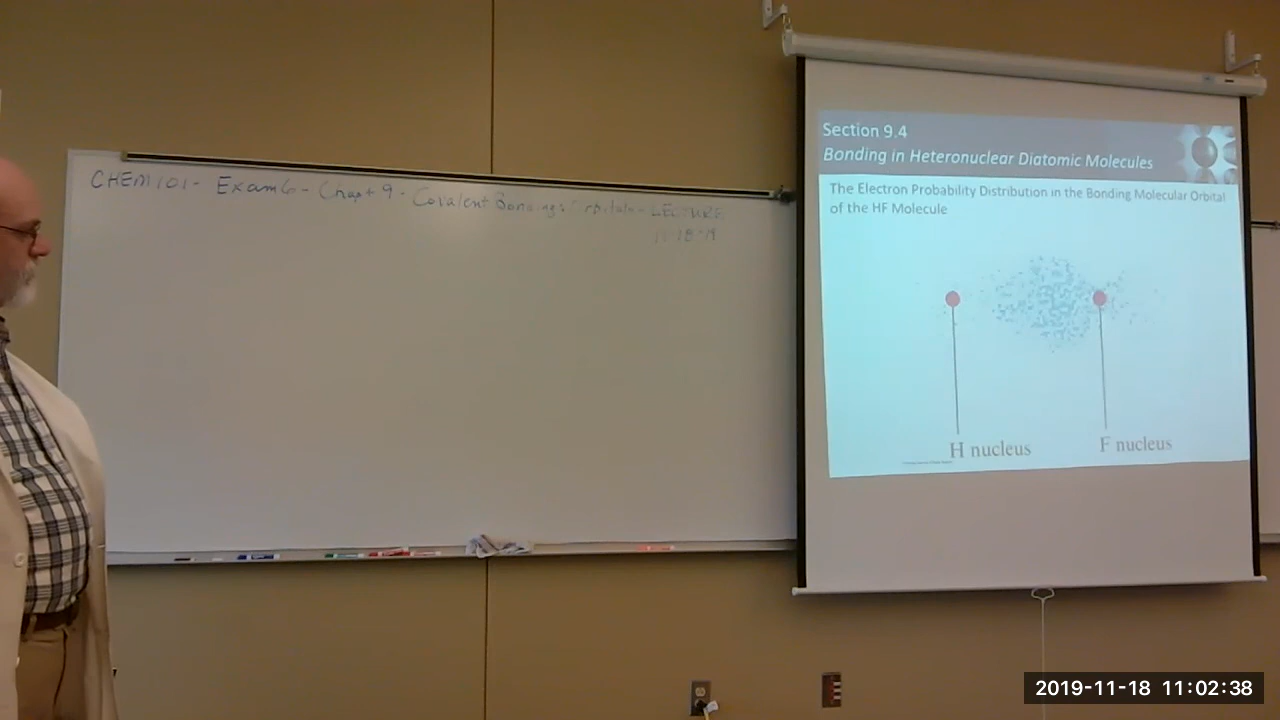 CHEM101 - Exam 6 - Chapt 9 - Covalent Bonding: Orbitals - LECTURE
11-18-19
Section 9.4
Bonding in Heteronuclear Diatomic Molecules
The Electron Probability Distribution in the Bonding Molecular Orbital
of the HF Molecule
H nucleus
F nucleus
2019-11-18 11:02:38